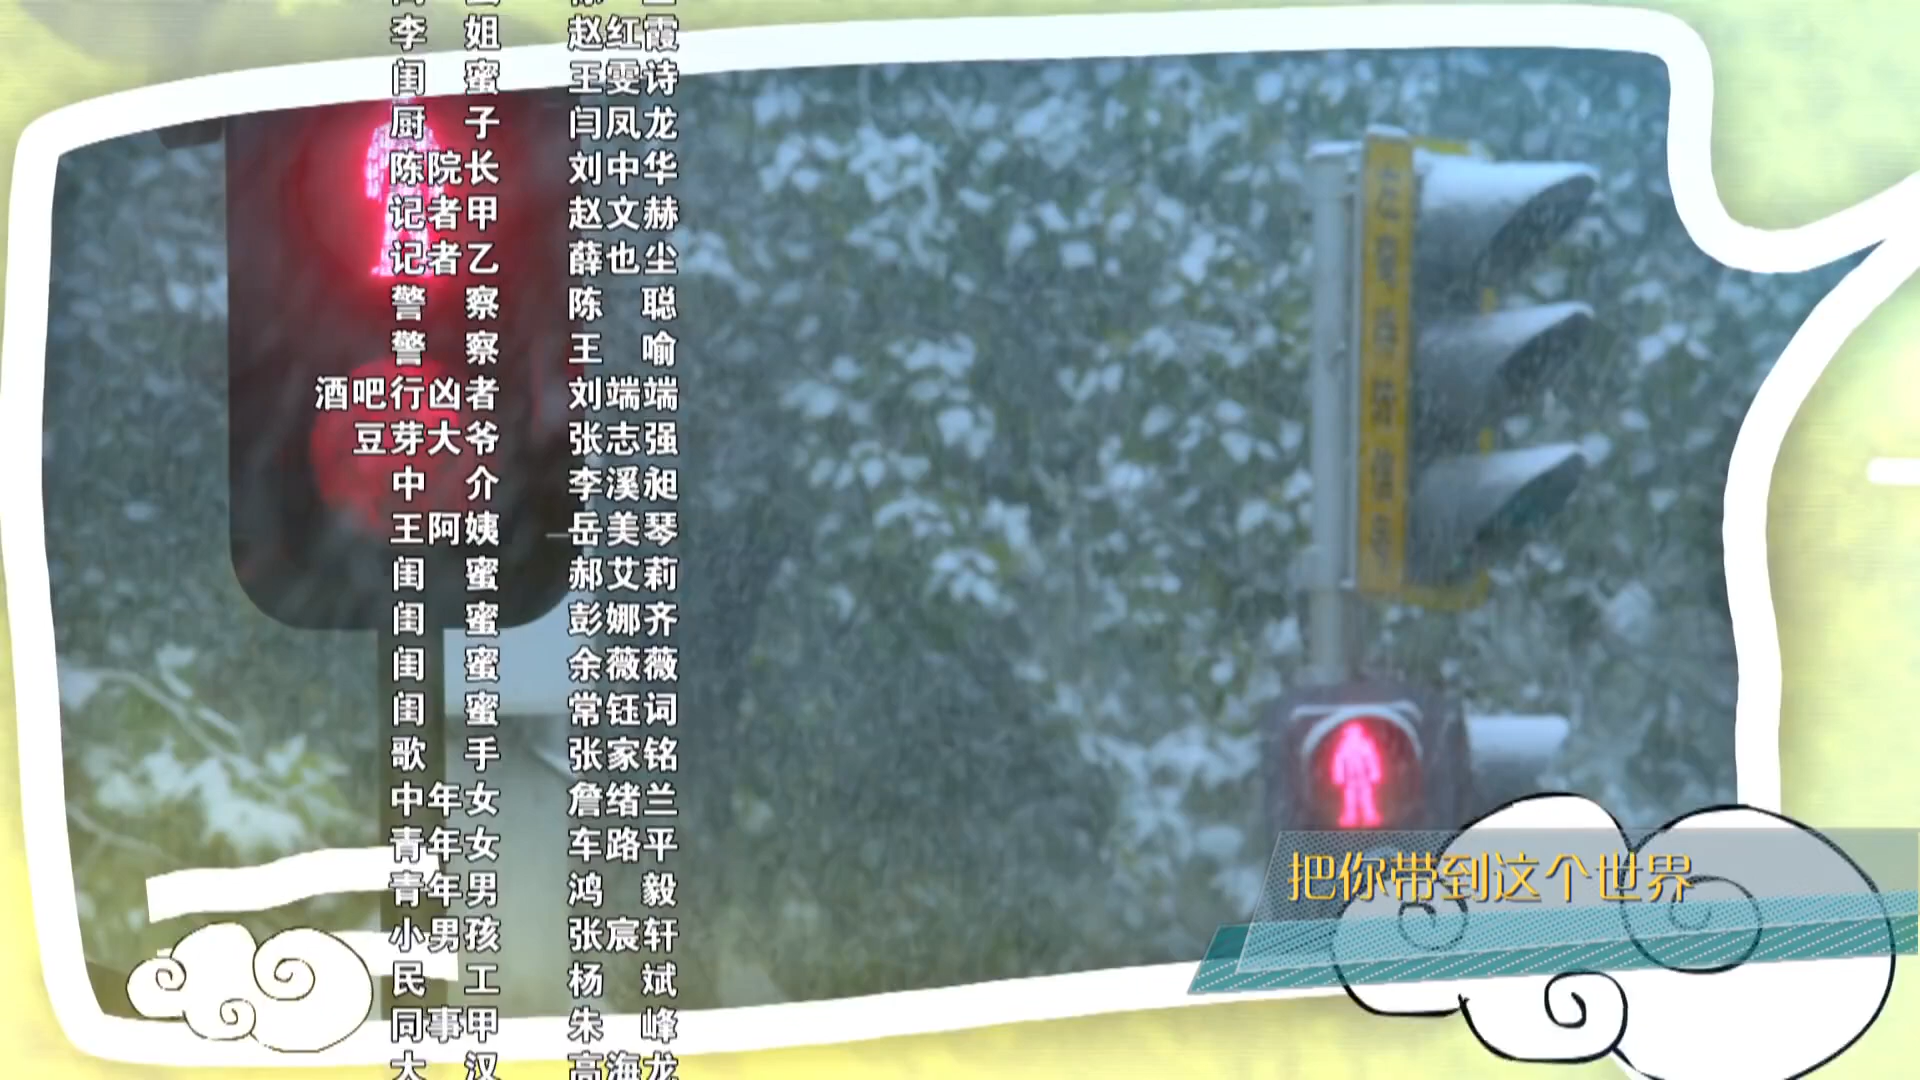 李姐 赵红霞
闺蜜 王雯诗
厨子 闫凤龙
陈院长 刘中华
记者甲 赵文赫
记者乙 薛也尘
警察 陈聪
警察 王喻
酒吧行凶者 刘端端
豆芽大爷 张志强
中介 李溪昶
王阿姨 岳美琴
闺蜜 郝艾莉
闺蜜 彭娜齐
闺蜜 余薇薇
闺蜜 常钰词
歌手 张家铭
中年女 詹绪兰
青年女 车路平
青年男 鸿毅
小男孩 张宸轩
民工 杨斌
同事甲 朱峰
大汉 高海龙
把你带到这个世界